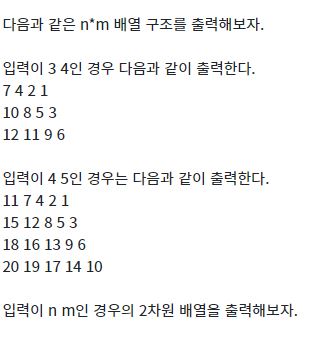 다음과 같은 n*m 배열 구조를 출력해보자.
입력이 3 4인 경우 다음과 같이 출력한다.
7 4 2 1
10 8 5 3
12 11 9 6
입력이 4 5인 경우는 다음과 같이 출력한다.
11 7 4 2 1
15 12 8 5 3
18 16 13 9 6
20 19 17 14 10
입력이 n m인 경우의 2차원 배열을 출력해보자.